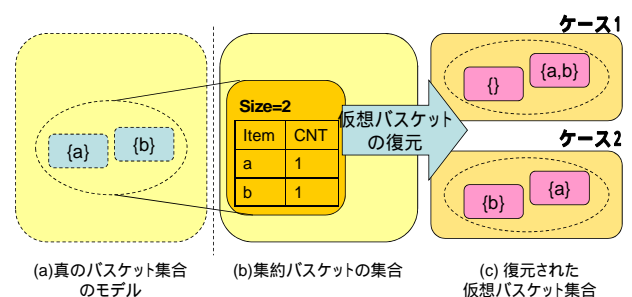 ケース1
{}
{a,b}
Size=2
仮想バスケット
の復元
Item
CNT
a
1
b
1
{a}
{b}
ケース2
{b}
{a}
(a)真のバスケット集合
のモデル
(b)集約バスケットの集合
(c) 復元された
仮想バスケット集合